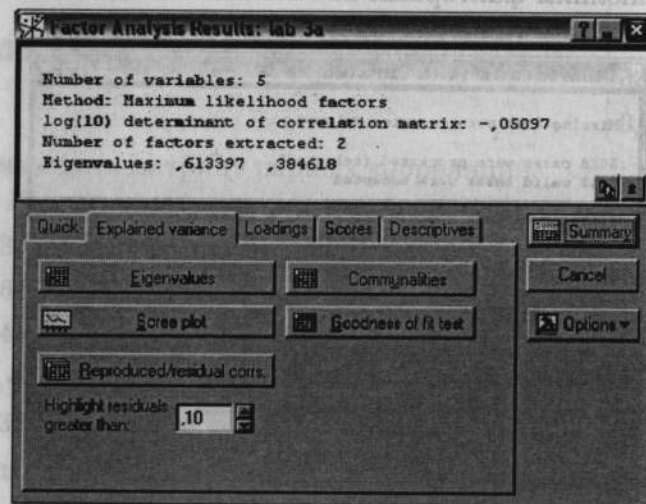 Factor Analysis Results: lab 3a
Number of variables: 5
Method: Maximum likelihood factors
log(10) determinant of correlation matrix: -,05097
Number of factors extracted: 2
Eigenvalues: ,613397 ,384618
Quick Explained variance Loadings Scores Descriptives
Summary
Eigenvalues Communalities
Cancel
Scree plot Goodness of fit test
Options
Reproduced/residual corrs.
Highlight residuals
greater than: ,10